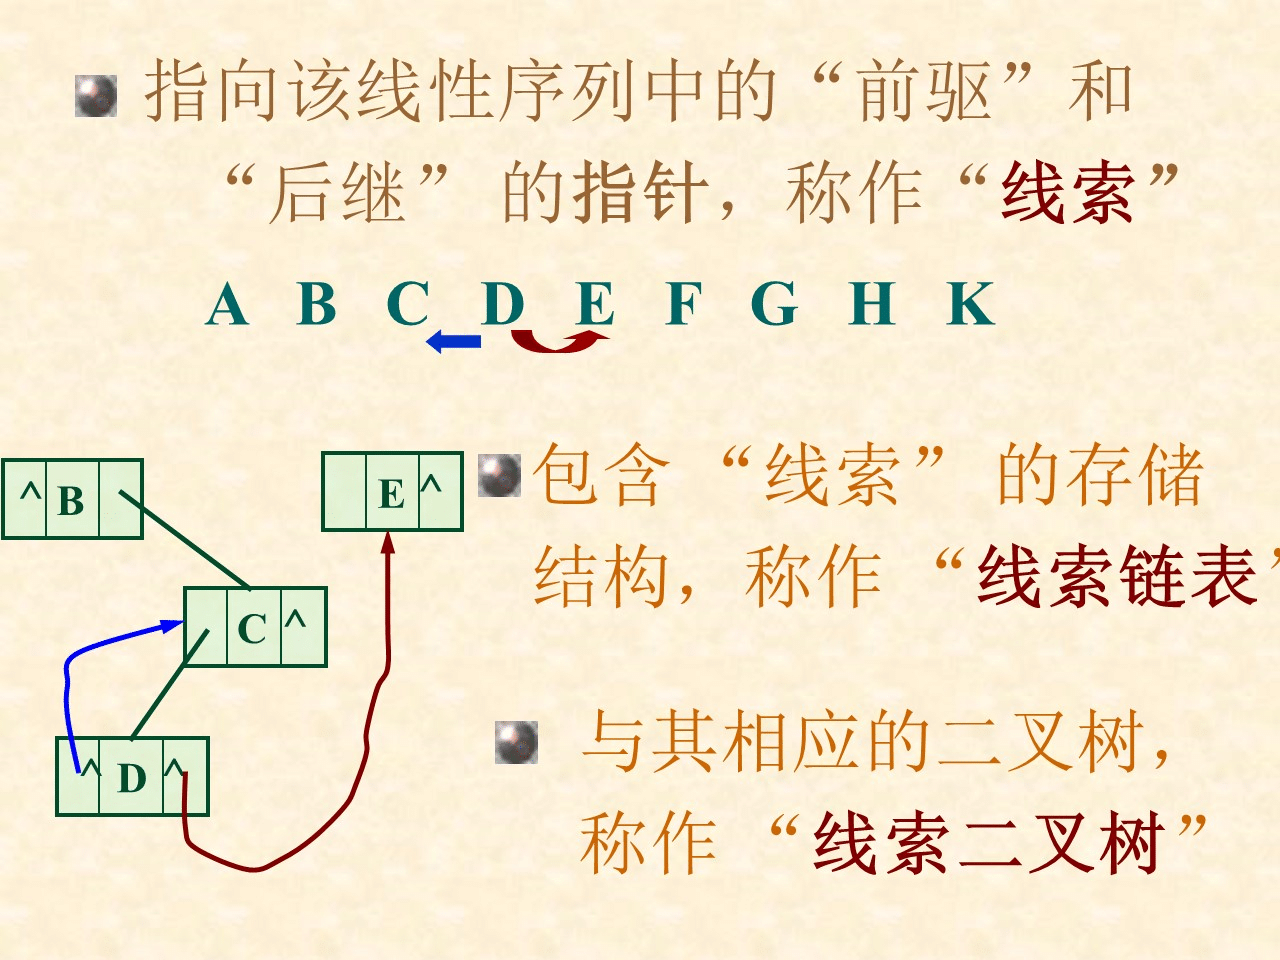 指向该线性序列中的“前驱”和
“后继” 的指针，称作“线索”
A B C D E F G H K
^ B
E ^
包含 “线索” 的存储
结构，称作 “线索链表”
C ^
^ D ^
与其相应的二叉树，
称作 “线索二叉树”